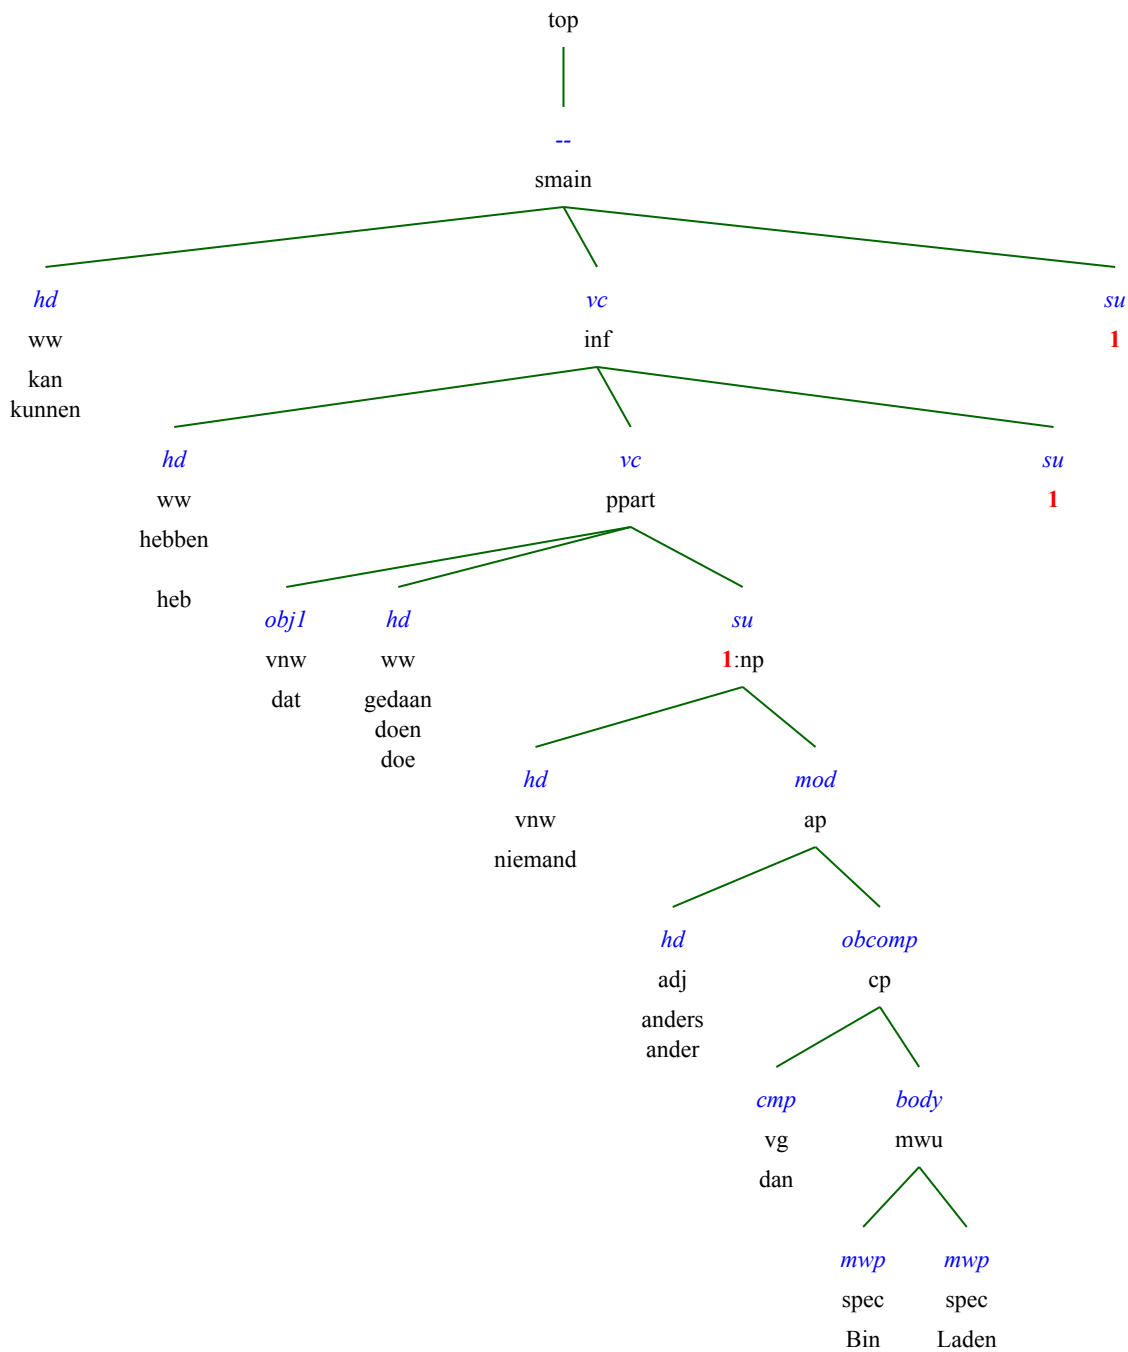 top
--
smain
hd vc su
ww inf 1
kan
kunnen
hd vc su
ww ppart 1
hebben
heb
obj1 hd su
vnw ww 1:np
dat gedaan
doen
doe
hd mod
vnw ap
niemand
hd obcomp
adj cp
anders
ander
cmp body
vg mwu
dan
mwp mwp
spec spec
Bin Laden